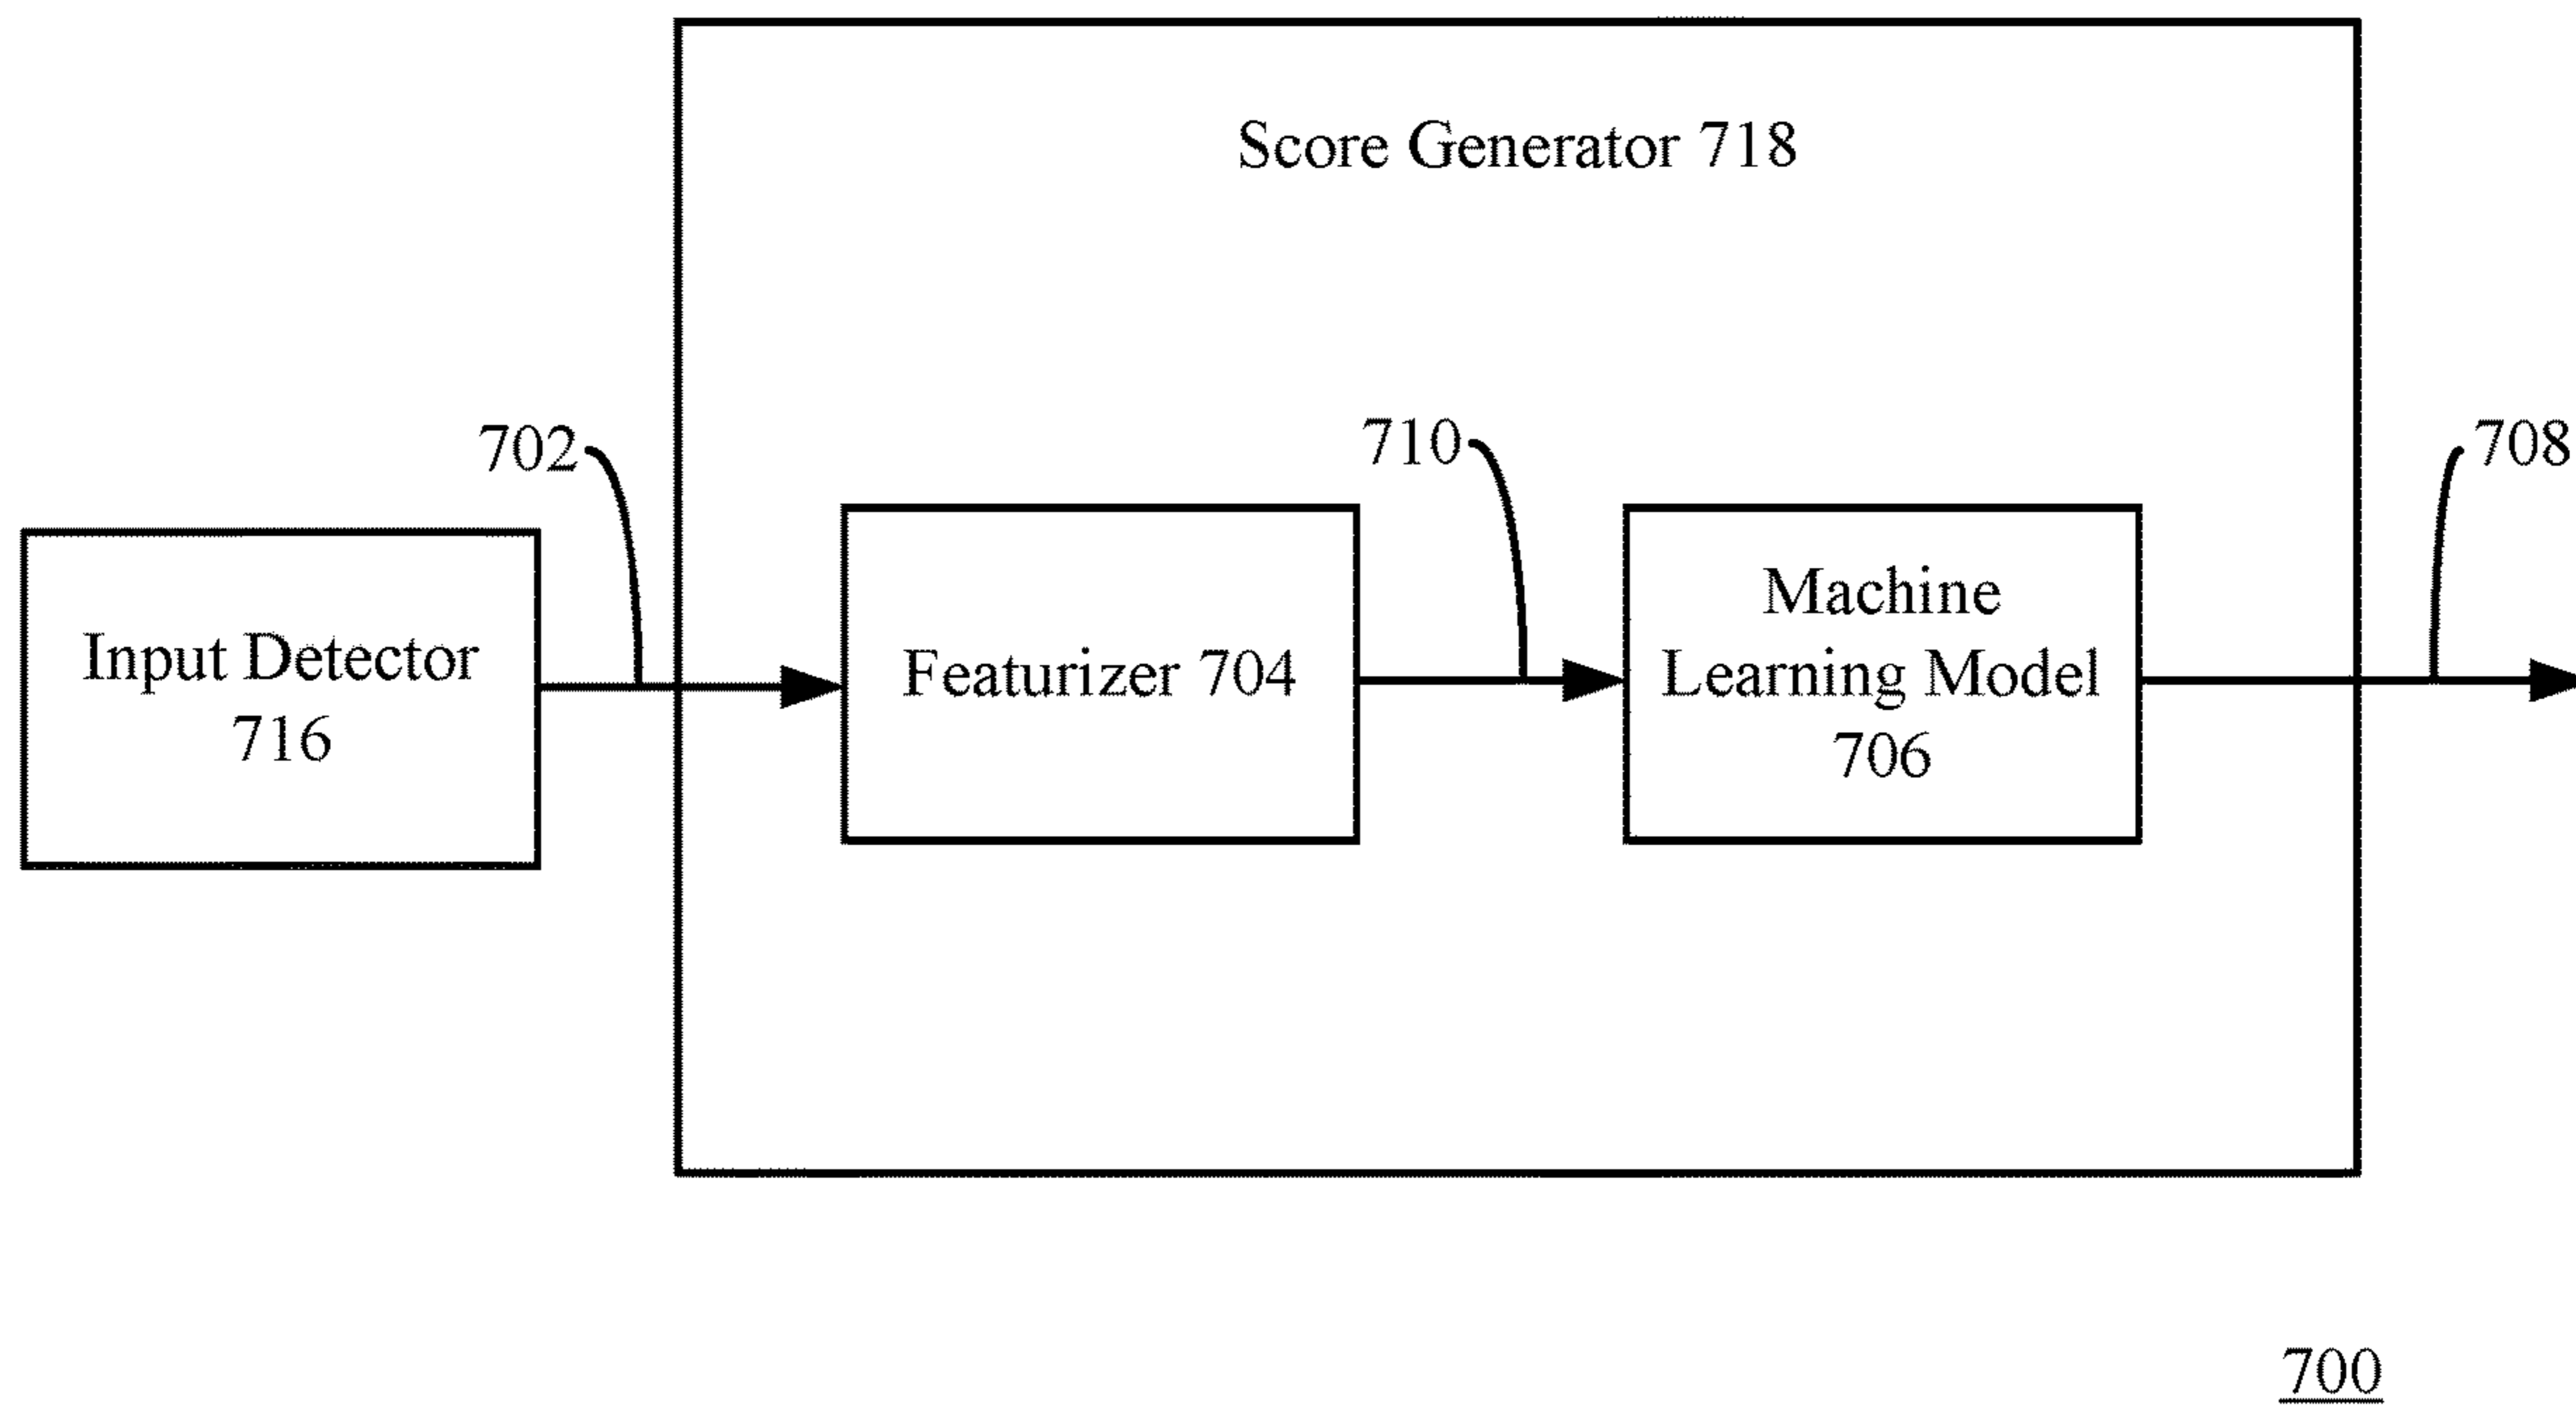 Score Generator 718
702
710
708
Input Detector
716
Featurizer 704
Machine
Learning Model
706
700